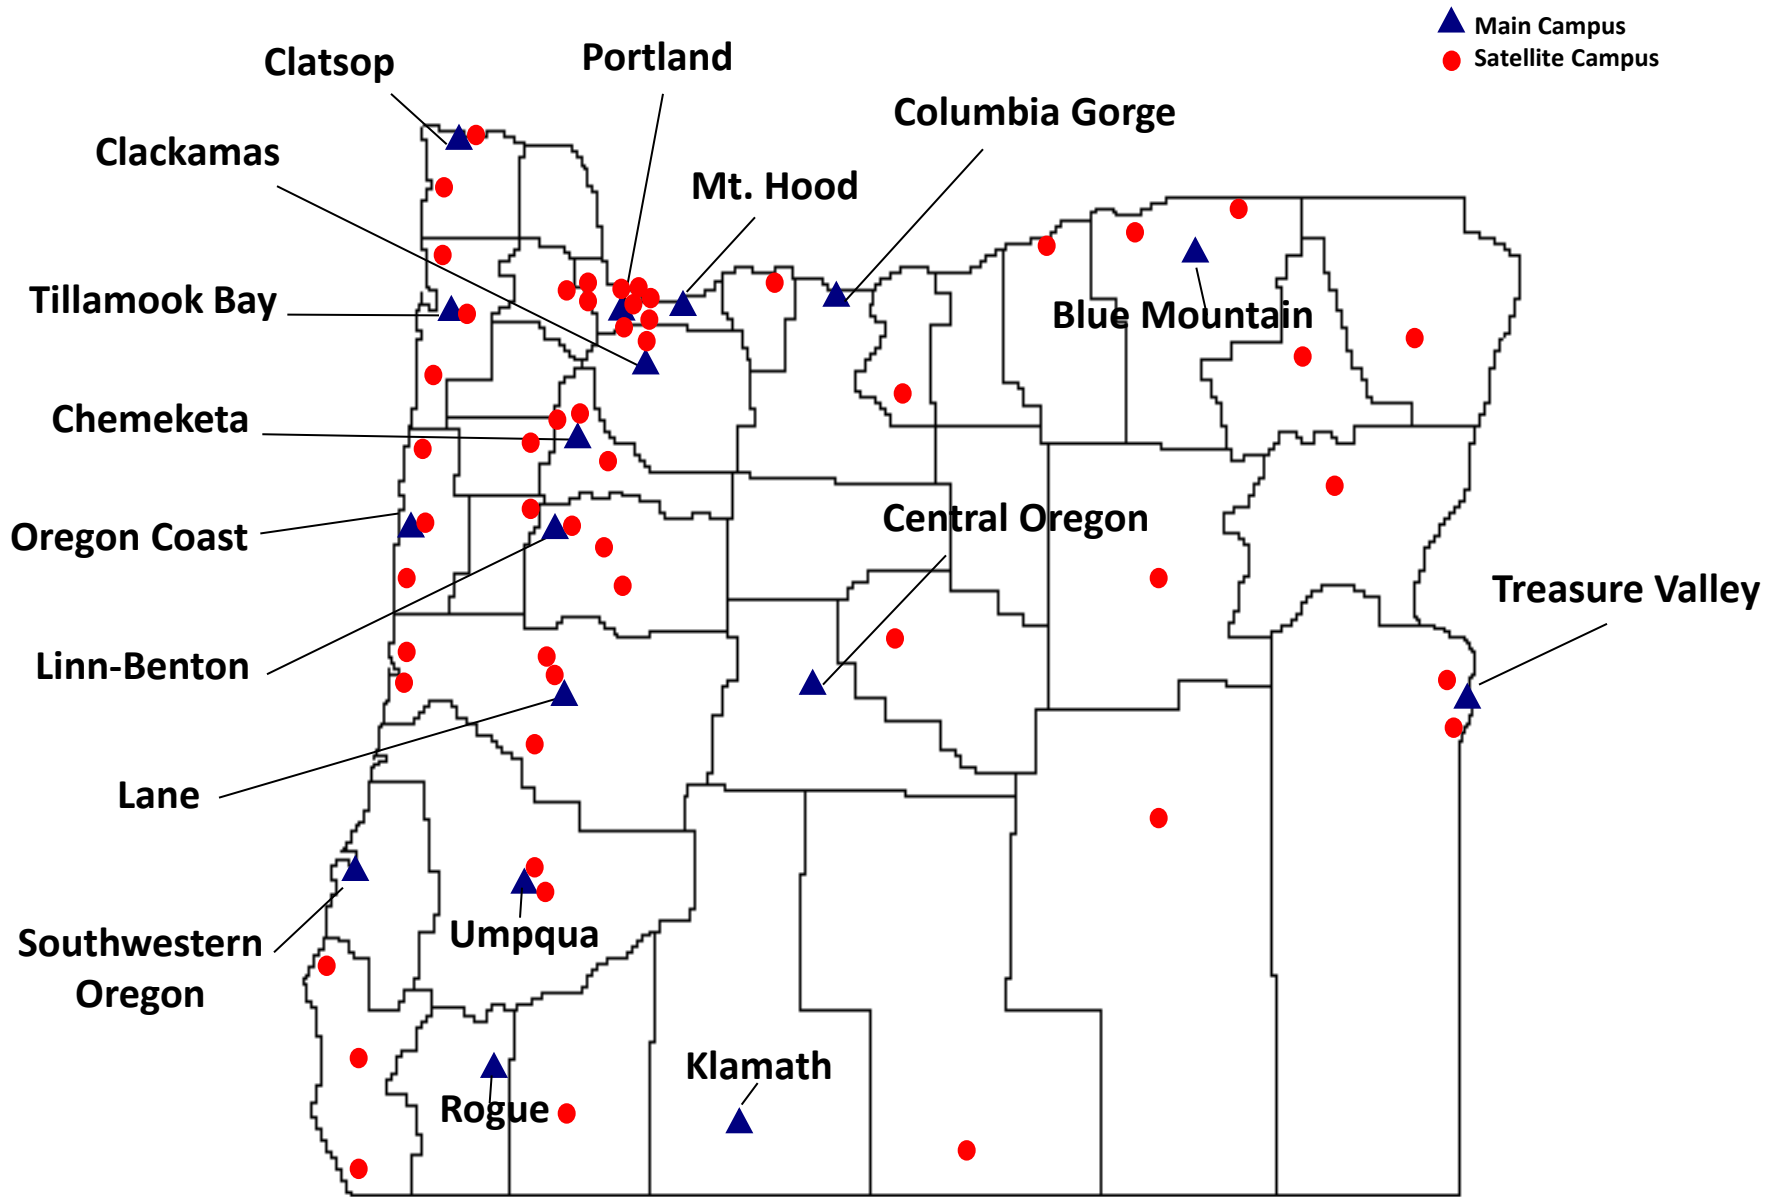 Main Campus
Satellite Campus
Clatsop
Portland
Columbia Gorge
Clackamas
Mt. Hood
Tillamook Bay
Blue Mountain
Chemeketa
Central Oregon
Oregon Coast
Treasure Valley
Linn-Benton
Lane
Umpqua
Southwestern
Oregon
Klamath
Rogue